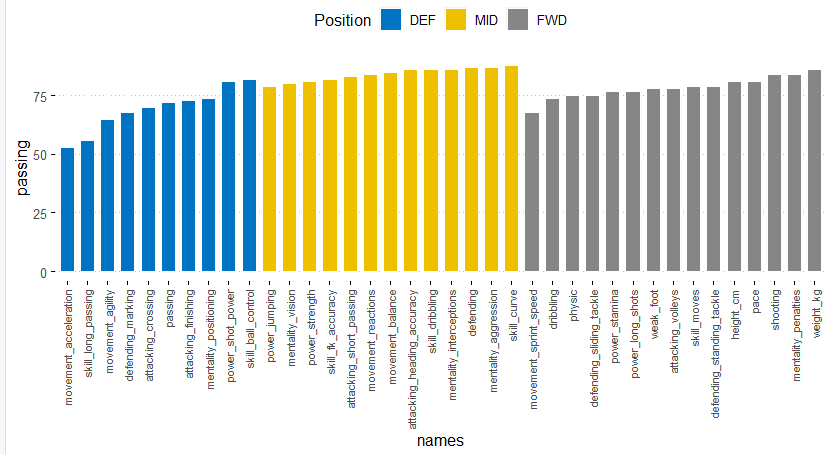 Position DEF MID FWD
75
50
25
0
passing
movement_acceleration
skill_long_passing
movement_agility
defending_marking
attacking_crossing
passing
attacking_finishing
mentality_positioning
power_shot_power
skill_ball_control
power_jumping
mentality_vision
power_strength
skill_fk_accuracy
attacking_short_passing
movement_reactions
movement_balance
attacking_heading_accuracy
skill_dribbling
mentality_interceptions
defending
mentality_aggression
skill_curve
movement_sprint_speed
dribbling
physic
defending_sliding_tackle
power_stamina
power_long_shots
weak_foot
attacking_volleys
skill_moves
defending_standing_tackle
height_cm
pace
shooting
mentality_penalties
weight_kg
names